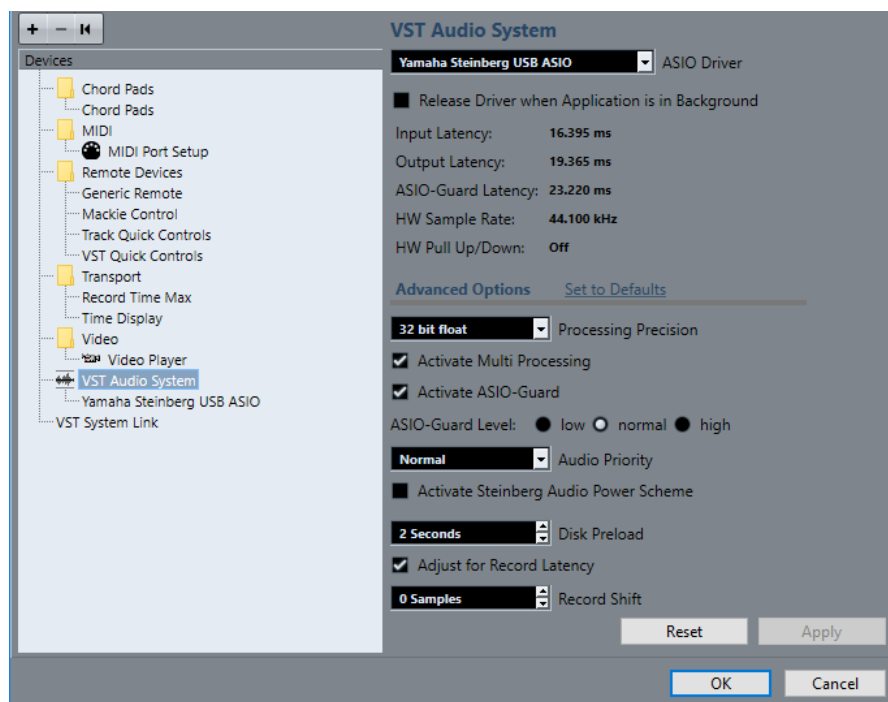 Devices
Chord Pads
Chord Pads
MIDI
MIDI Port Setup
Remote Devices
Generic Remote
Mackie Control
Track Quick Controls
VST Quick Controls
Transport
Record Time Max
Time Display
Video
Video Player
VST Audio System
Yamaha Steinberg USB ASIO
VST System Link
VST Audio System
Yamaha Steinberg USB ASIO ASIO Driver
Release Driver when Application is in Background
Input Latency: 16.395 ms
Output Latency: 19.365 ms
ASIO-Guard Latency: 23.220 ms
HW Sample Rate: 44.100 kHz
HW Pull Up/Down: Off
Advanced Options Set to Defaults
32 bit float Processing Precision
Activate Multi Processing
Activate ASIO-Guard
ASIO-Guard Level: low normal high
Normal Audio Priority
Activate Steinberg Audio Power Scheme
2 Seconds Disk Preload
Adjust for Record Latency
0 Samples Record Shift
Reset Apply
OK Cancel